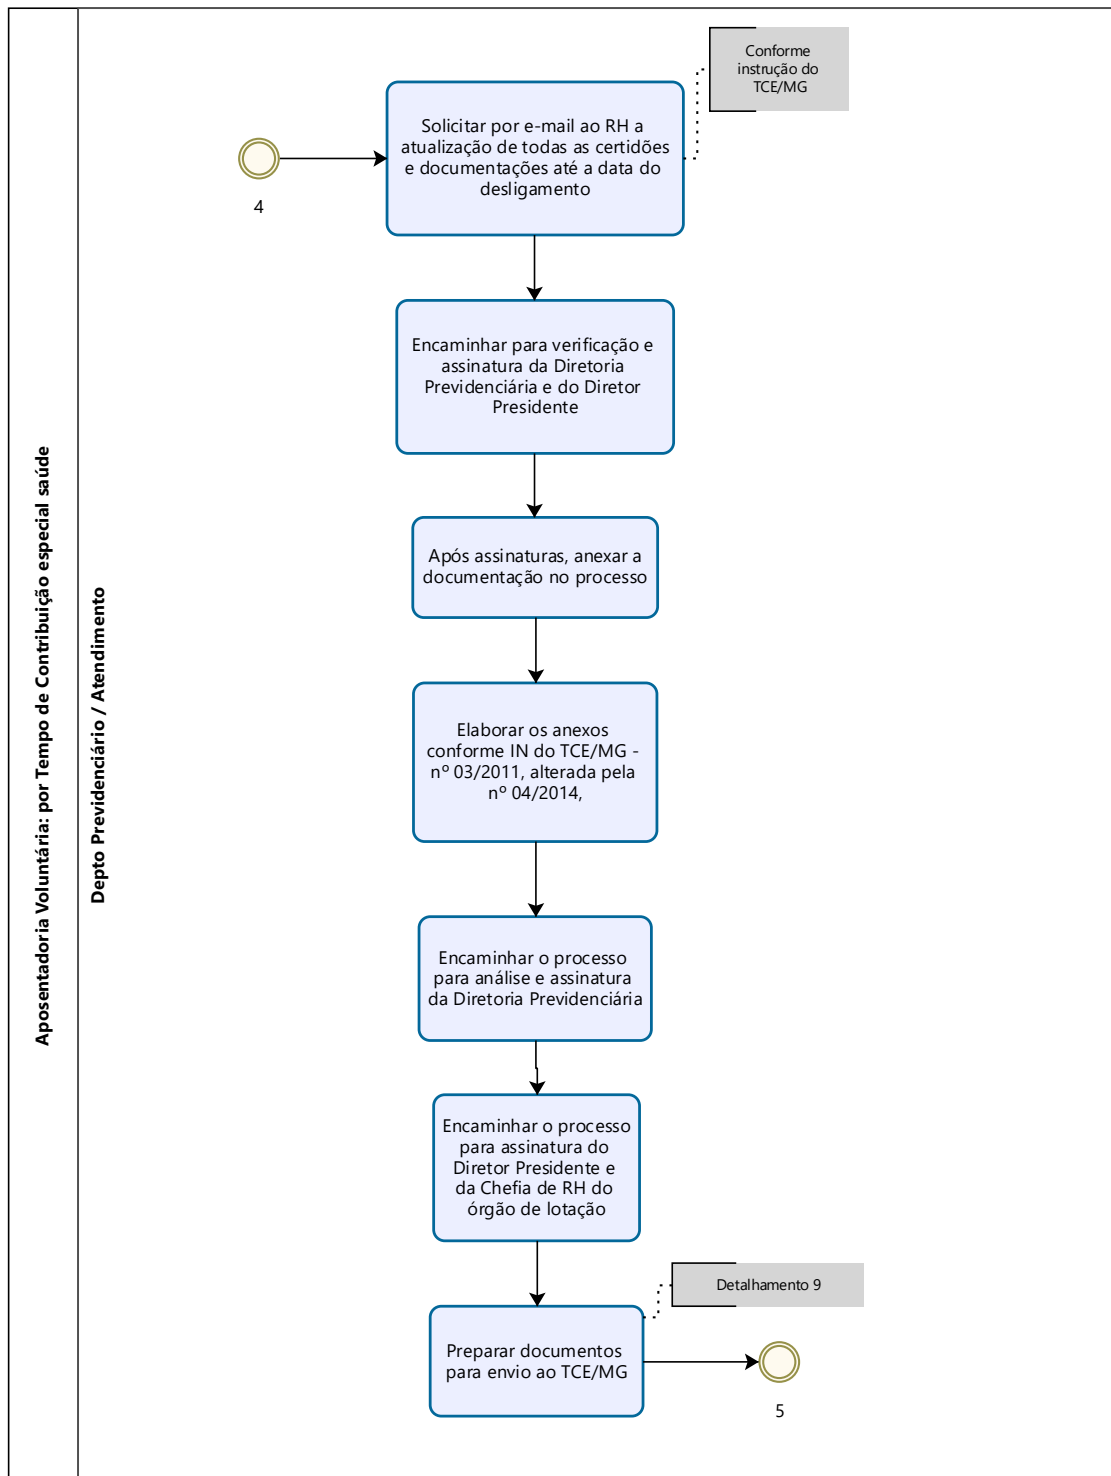 Aposentadoria Voluntária: por Tempo de Contribuição especial saúde
Depto Previdenciário / Atendimento
Conforme
instrução do
TCE/MG
Solicitar por e-mail ao RH a
atualização de todas as certidões
e documentações até a data do
desligamento
4
Encaminhar para verificação e
assinatura da Diretoria
Previdenciária e do Diretor
Presidente
Após assinaturas, anexar a
documentação no processo
Elaborar os anexos
conforme IN do TCE/MG -
nº 03/2011, alterada pela
nº 04/2014,
Encaminhar o processo
para análise e assinatura
da Diretoria Previdenciária
Encaminhar o processo
para assinatura do
Diretor Presidente e
da Chefia de RH do
órgão de lotação
Detalhamento 9
Preparar documentos
para envio ao TCE/MG
5